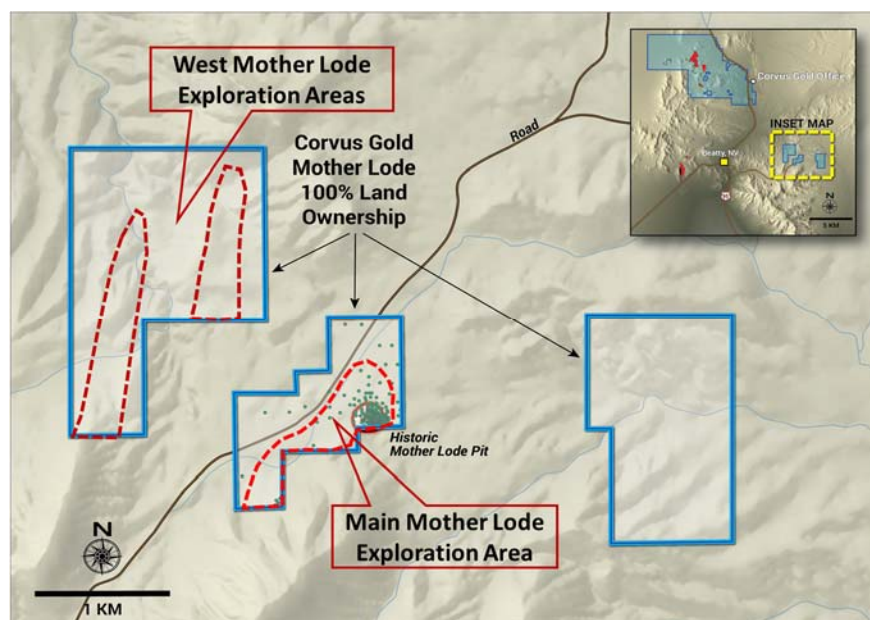 West Mother Lode
Exploration Areas
Corvus Gold
Mother Lode
100% Land
Ownership
Road
Corvus Gold Office
INSET MAP
Beatty, NV
95
N
5 KM
Historic
Mother Lode Pit
Main Mother Lode
Exploration Area
N
1 KM